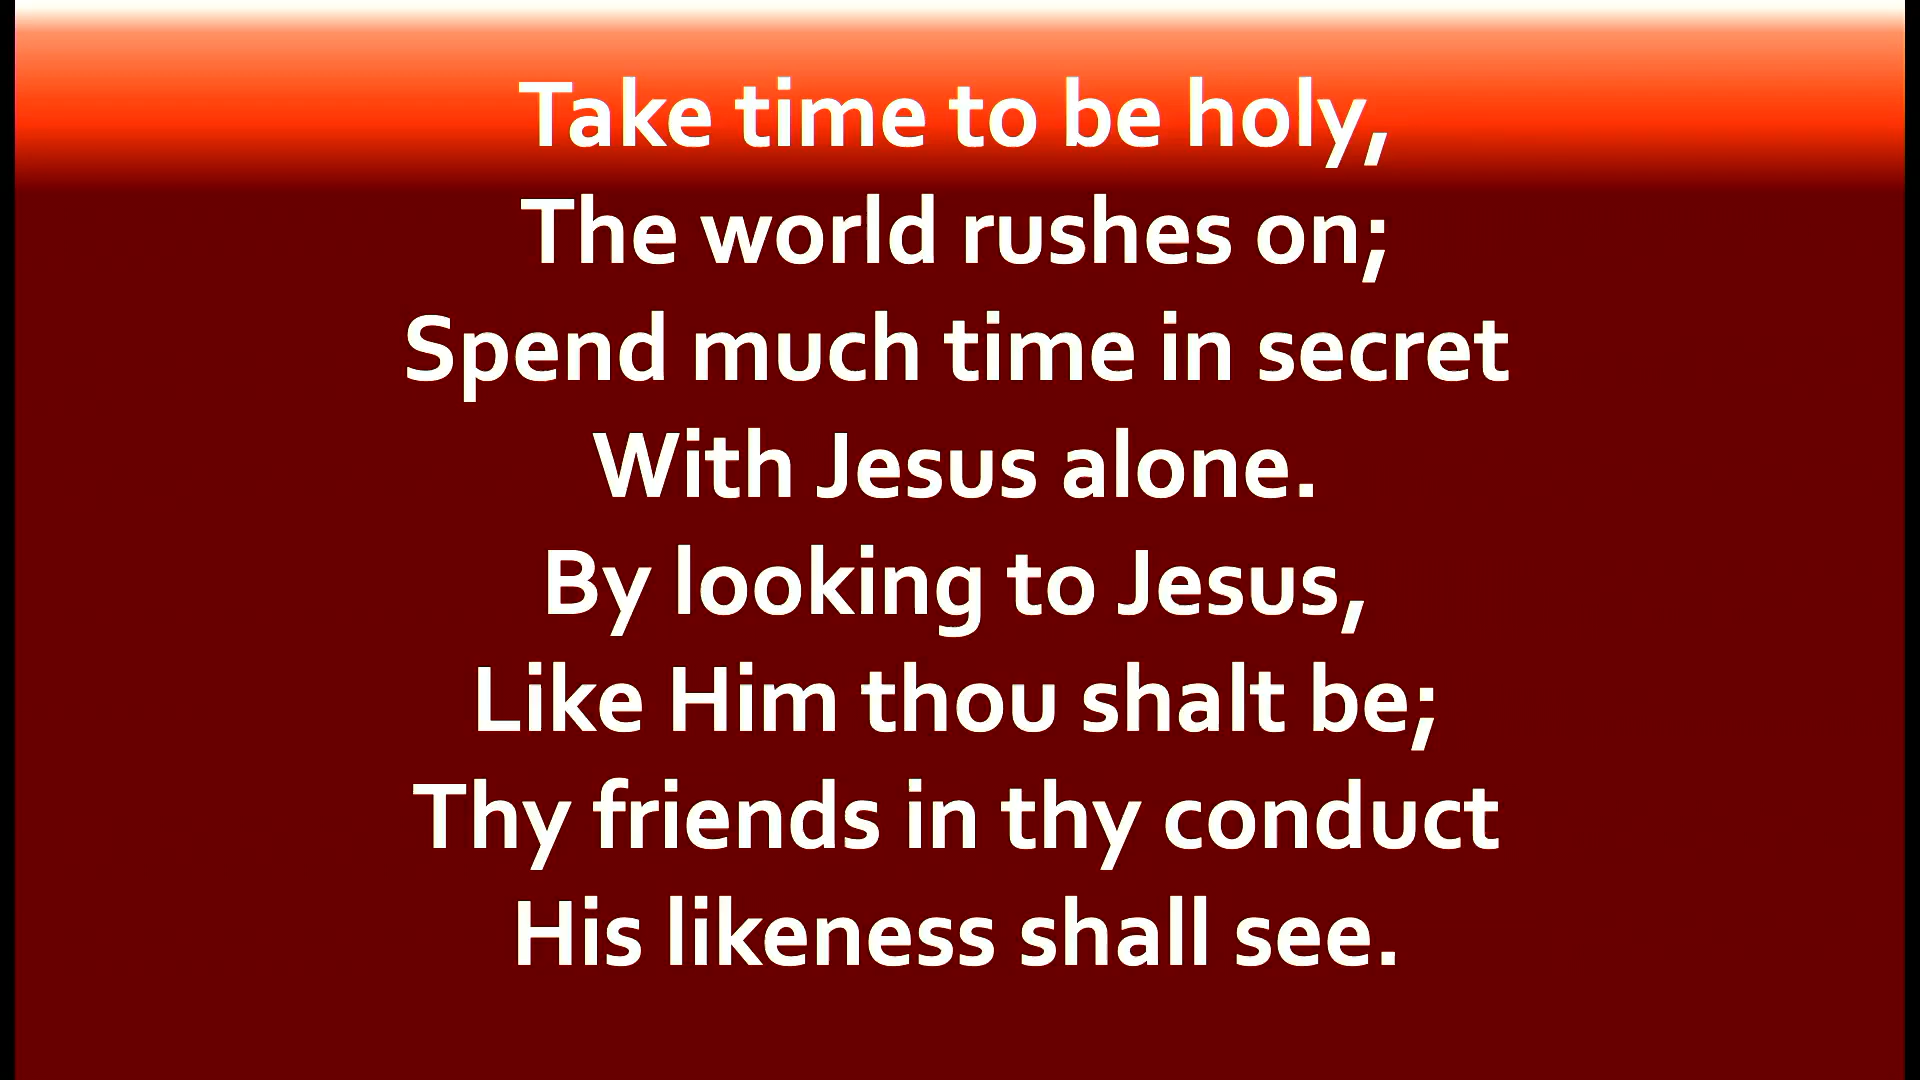 Take time to be holy,
The world rushes on;
Spend much time in secret
With Jesus alone.
By looking to Jesus,
Like Him thou shalt be;
Thy friends in thy conduct
His likeness shall see.